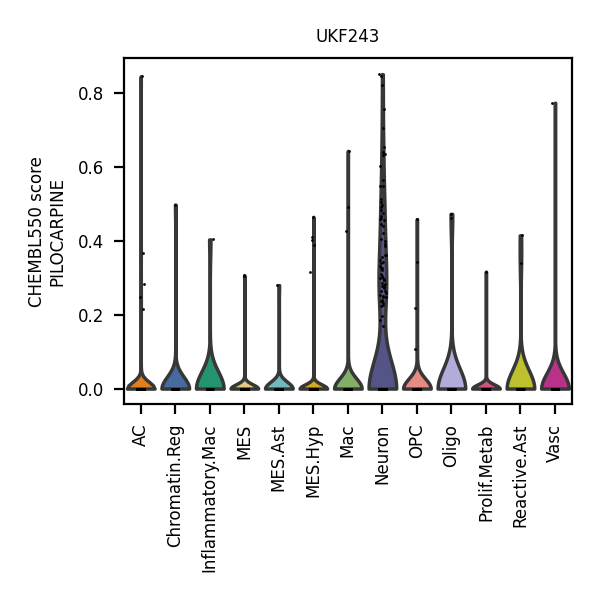 UKF243
CHEMBL550 score
PILOCARPINE
0.8
0.6
0.4
0.2
0.0
AC
Chromatin.Reg
Inflammatory.Mac
MES
MES.Ast
MES.Hyp
Mac
Neuron
OPC
Oligo
Prolif.Metab
Reactive.Ast
Vasc